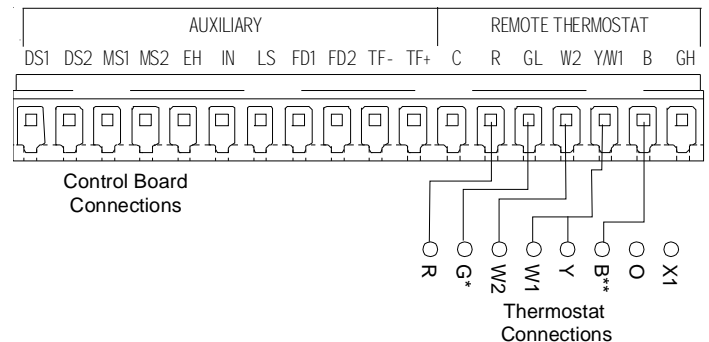 AUXILIARY REMOTE THERMOSTAT
DS1 DS2 MS1 MS2 EH IN LS FD1 FD2 TF- TF+ C R GL W2 Y/W1 B GH
Control Board
Connections
R G* W2 W1 Y B** O X1
Thermostat
Connections